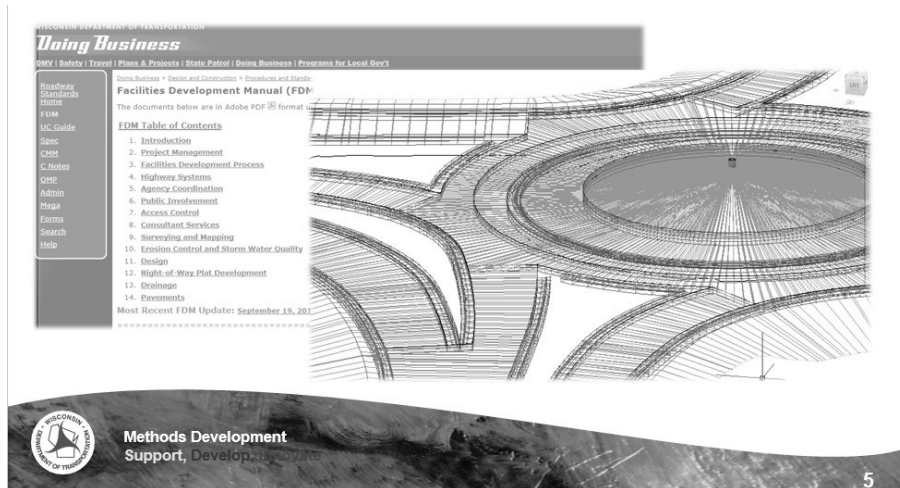 WISCONSIN DEPARTMENT OF TRANSPORTATION
Doing Business
DMV | Safety | Travel | Plans & Projects | State Patrol | Doing Business | Programs for Local Gov't
Roadway
Standards
Home
FDM
UC Guide
Spec
CMM
C Notes
QMP
Admin
Mega
Forms
Search
Help
Doing Business > Design and Construction > Procedures and Standa
Facilities Development Manual (FDM
The documents below are in Adobe PDF format u
FDM Table of Contents
1. Introduction
2. Project Management
3. Facilities Development Process
4. Highway Systems
5. Agency Coordination
6. Public Involvement
7. Access Control
8. Consultant Services
9. Surveying and Mapping
10. Erosion Control and Storm Water Quality
11. Design
12. Right-of-Way Plat Development
13. Drainage
14. Pavements
Most Recent FDM Update: September 19, 201
WISCONSIN
DEPARTMENT OF TRANSPORTATION
Methods Development
Support, Develop,
5